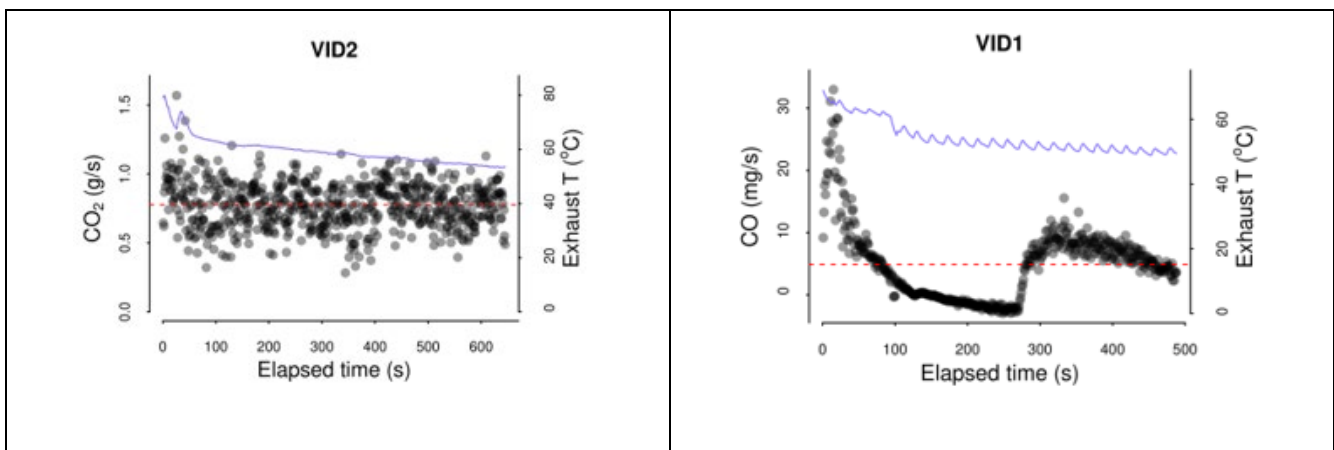 VID2
CO₂ (g/s)
0.0 0.5 1.0 1.5
0 20 40 60 80
Exhaust T (°C)
0 100 200 300 400 500 600
Elapsed time (s)
VID1
CO (mg/s)
0 10 20 30
0 20 40 60
Exhaust T (°C)
0 100 200 300 400 500
Elapsed time (s)